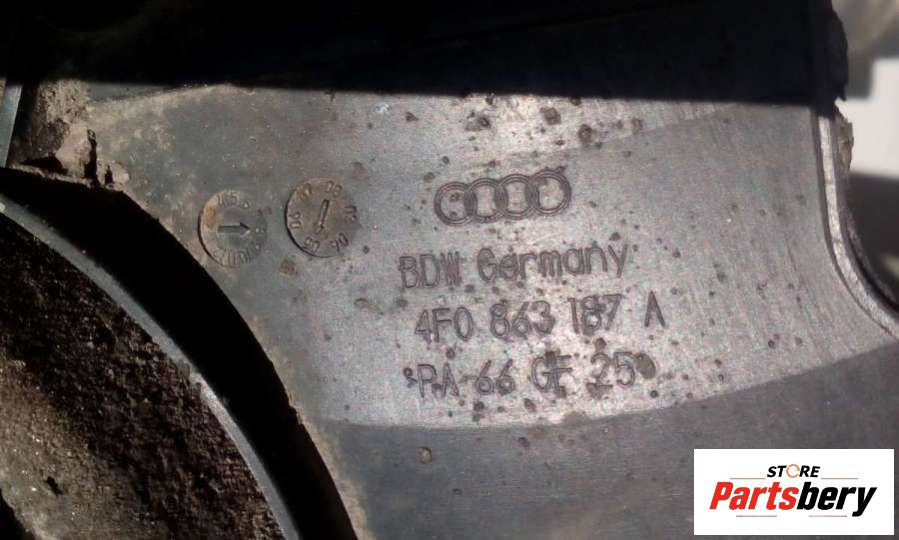 BDW Germany
4F0 863 187 A
>PA 66 GF 25
STORE
Partsbery